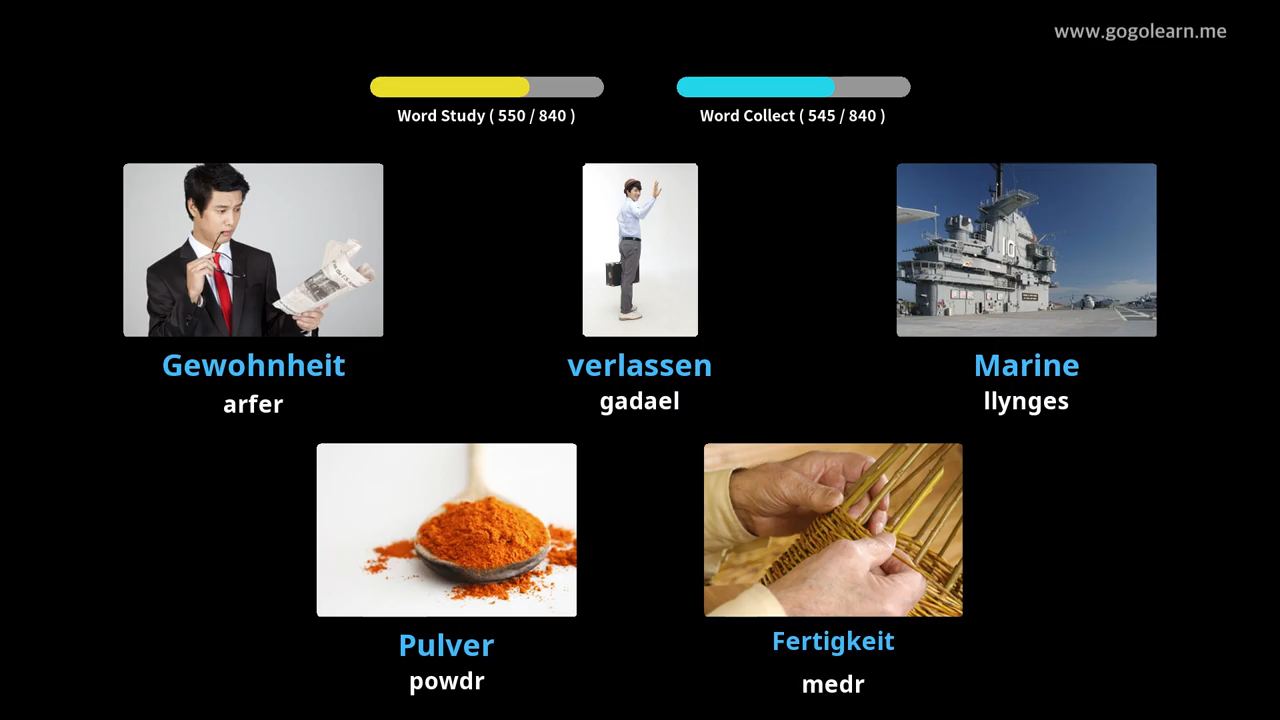 www.gogolearn.me
Word Study ( 550 / 840 )
Word Collect ( 545 / 840 )
Gewohnheit
arfer
verlassen
gadael
Marine
llynges
Pulver
powdr
Fertigkeit
medr